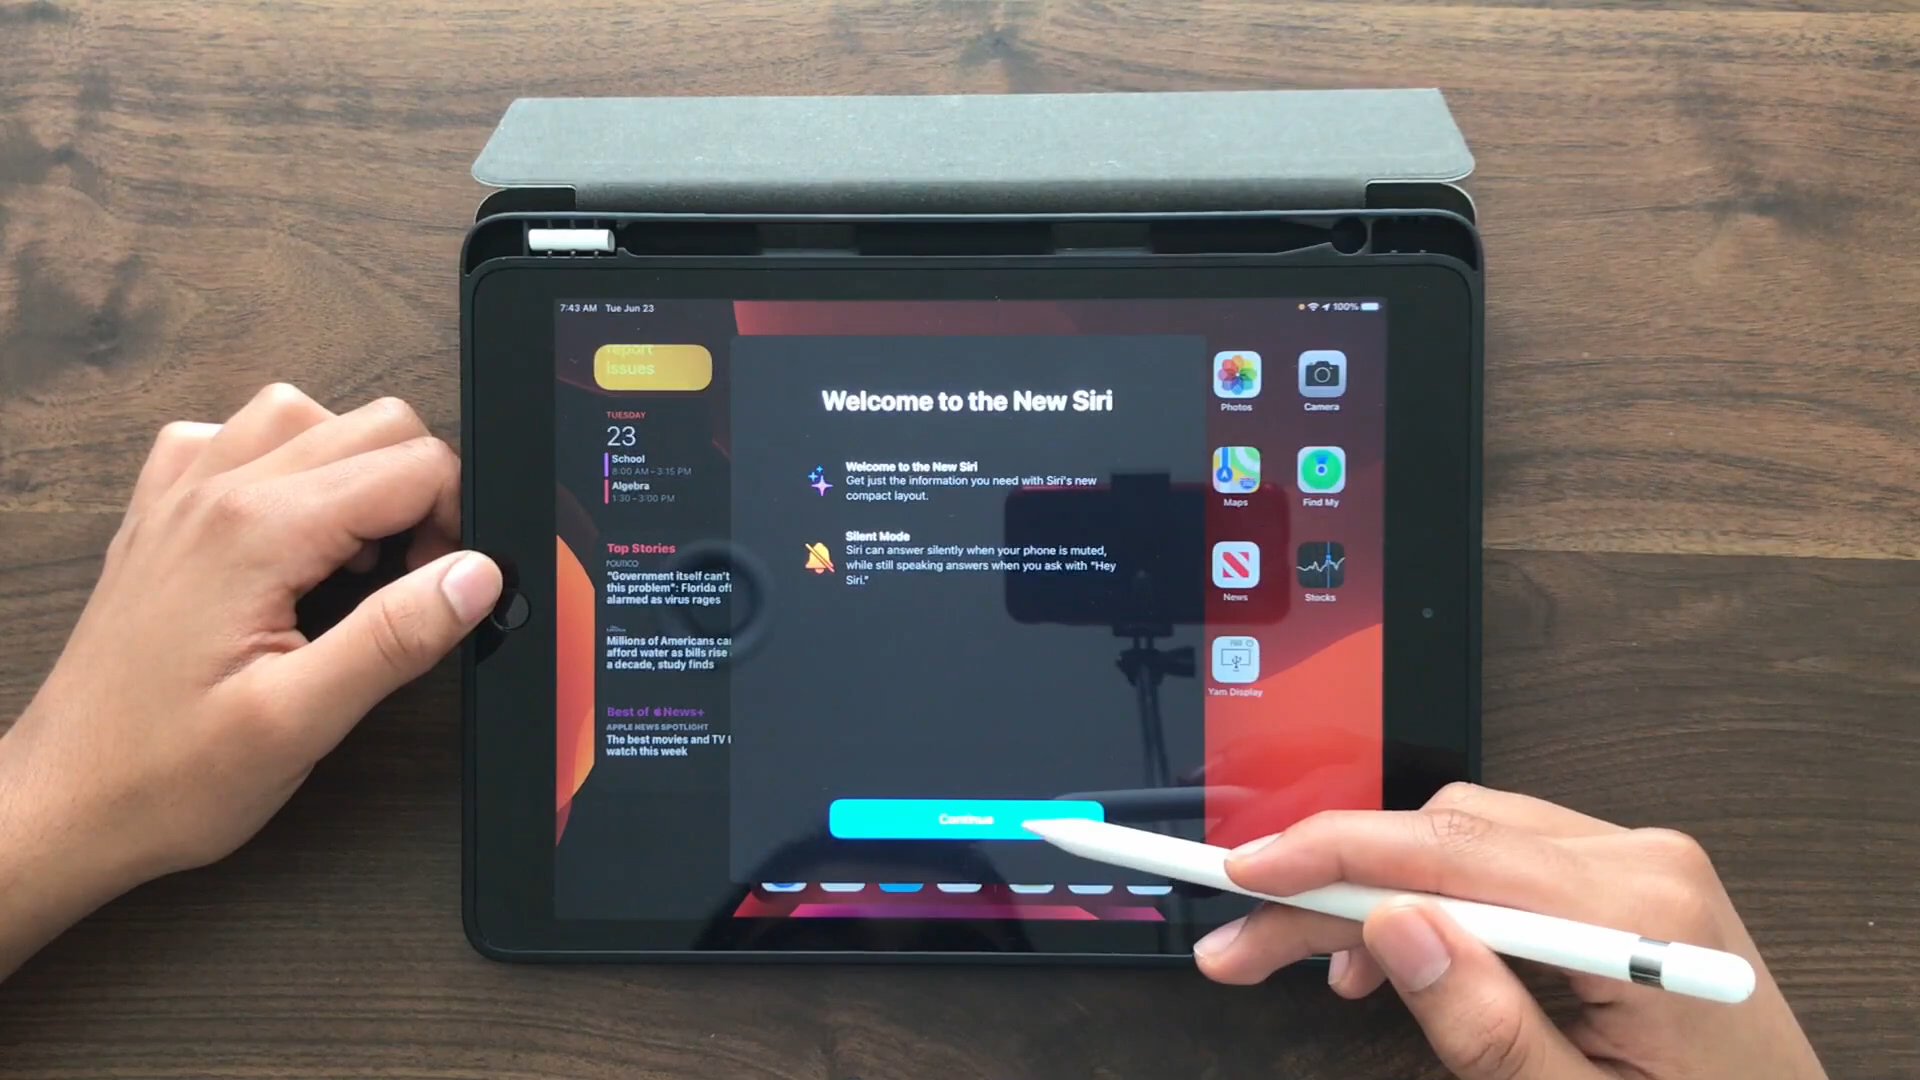 7:43 AM Tue Jun 23
100%
report
issues
TUESDAY
23
School
8:00 AM – 3:15 PM
Algebra
1:30 – 3:00 PM
Top Stories
POLITICO
"Government itself can't
this problem": Florida of
alarmed as virus rages
Millions of Americans ca
afford water as bills rise
a decade, study finds
Best of News+
APPLE NEWS SPOTLIGHT
The best movies and TV
watch this week
Welcome to the New Siri
Welcome to the New Siri
Get just the information you need with Siri's new
compact layout.
Silent Mode
Siri can answer silently when your phone is muted,
while still speaking answers when you ask with "Hey
Siri."
Continue
Photos
Camera
Maps
Find My
News
Stocks
Yam Display